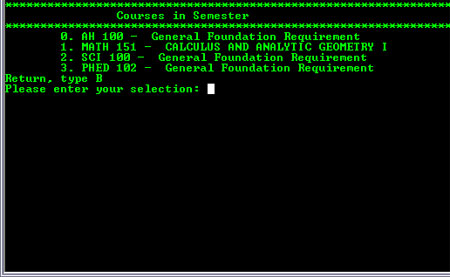 **************************************************
Courses in Semester
**************************************************
0. AH 100 -  General Foundation Requirement
1. MATH 151 -  CALCULUS AND ANALYTIC GEOMETRY I
2. SCI 100 -  General Foundation Requirement
3. PHED 102 -  General Foundation Requirement
Return, type B
Please enter your selection: